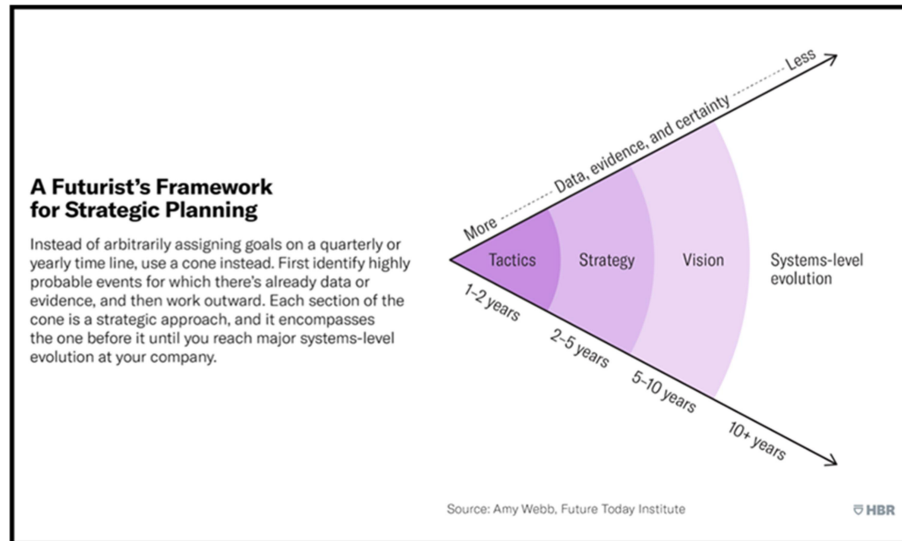 A Futurist's Framework
for Strategic Planning
Instead of arbitrarily assigning goals on a quarterly or
yearly time line, use a cone instead. First identify highly
probable events for which there's already data or
evidence, and then work outward. Each section of the
cone is a strategic approach, and it encompasses
the one before it until you reach major systems-level
evolution at your company.
More
Data, evidence, and certainty
Less
Tactics
Strategy
Vision
Systems-level
evolution
1–2 years
2–5 years
5–10 years
10+ years
Source: Amy Webb, Future Today Institute
HBR